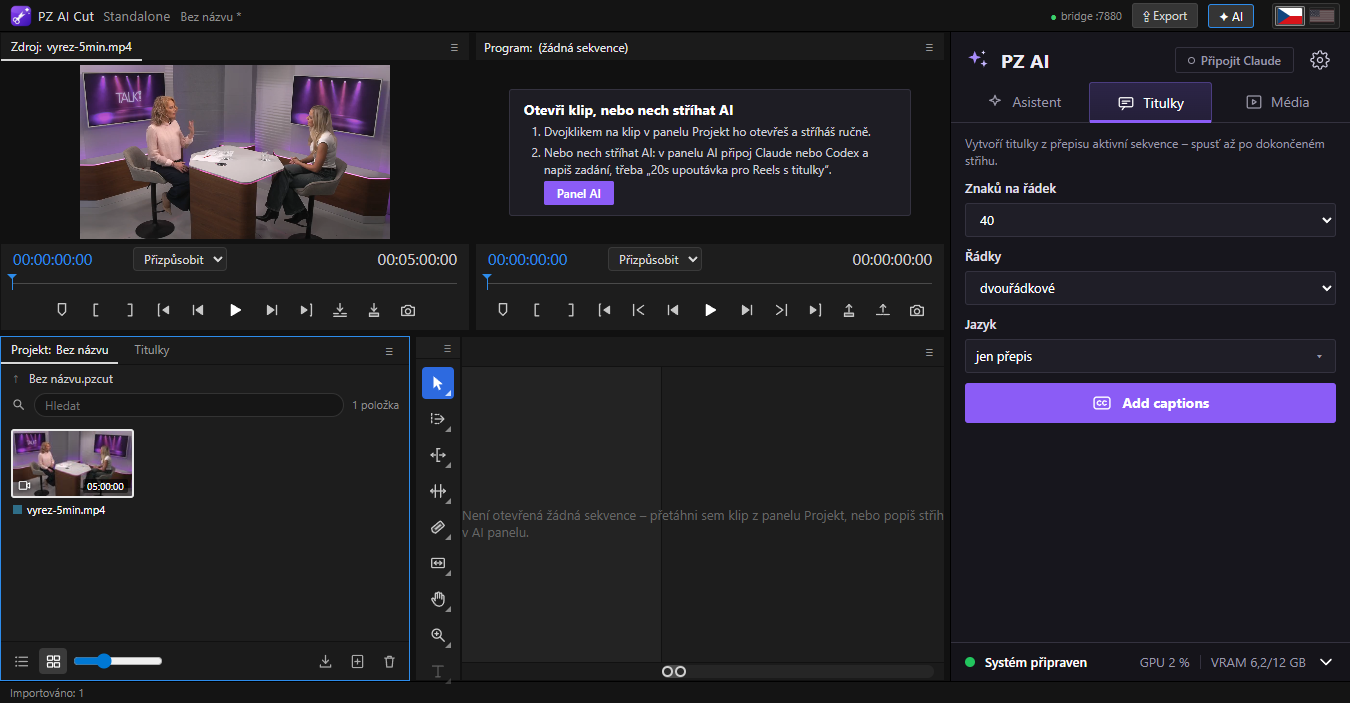 PZ AI Cut
Standalone
Bez názvu *
bridge :7880
Export
AI
Zdroj: vyrez-5min.mp4
Program: (žádná sekvence)
TALK!
Otevři klip, nebo nech stříhat AI
1. Dvojklikem na klip v panelu Projekt ho otevřeš a stříháš ručně.
2. Nebo nech stříhat AI: v panelu AI připoj Claude nebo Codex a
napiš zadání, třeba „20s upoutávka pro Reels s titulky“.
Panel AI
00:00:00:00
Přizpůsobit
00:05:00:00
00:00:00:00
Přizpůsobit
00:00:00:00
Projekt: Bez názvu
Titulky
Bez názvu.pzcut
Hledat
1 položka
05:00:00
vyrez-5min.mp4
Není otevřená žádná sekvence – přetáhni sem klip z panelu Projekt, nebo popiš střih
v AI panelu.
PZ AI
Připojit Claude
Asistent
Titulky
Média
Vytvoří titulky z přepisu aktivní sekvence – spusť až po dokončeném
střihu.
Znaků na řádek
40
Řádky
dvouřádkové
Jazyk
jen přepis
CC Add captions
Systém připraven
GPU 2 %
VRAM 6,2/12 GB
Importováno: 1